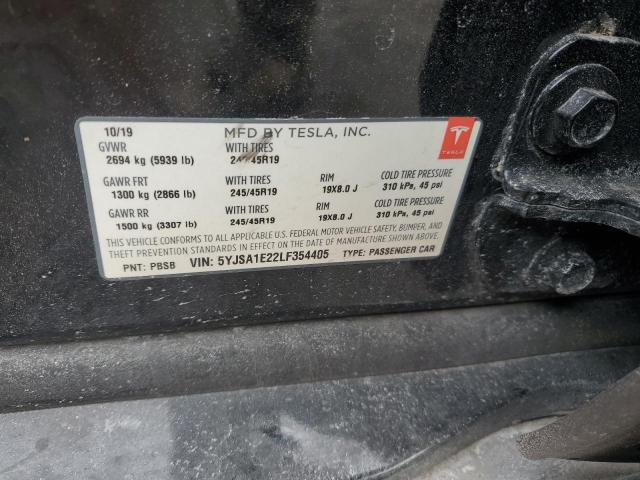 10/19 MFD BY TESLA, INC.
GVWR WITH TIRES
2694 kg (5939 lb) 245/45R19
GAWR FRT WITH TIRES RIM COLD TIRE PRESSURE
1300 kg (2866 lb) 245/45R19 19X8.0 J 310 kPa, 45 psi
GAWR RR WITH TIRES RIM COLD TIRE PRESSURE
1500 kg (3307 lb) 245/45R19 19X8.0 J 310 kPa, 45 psi
THIS VEHICLE CONFORMS TO ALL APPLICABLE U.S. FEDERAL MOTOR VEHICLE SAFETY, BUMPER, AND
THEFT PREVENTION STANDARDS IN EFFECT ON THE DATE OF MANUFACTURE SHOWN ABOVE.
PNT: PBSB VIN: 5YJSA1E22LF354405 TYPE: PASSENGER CAR
TESLA